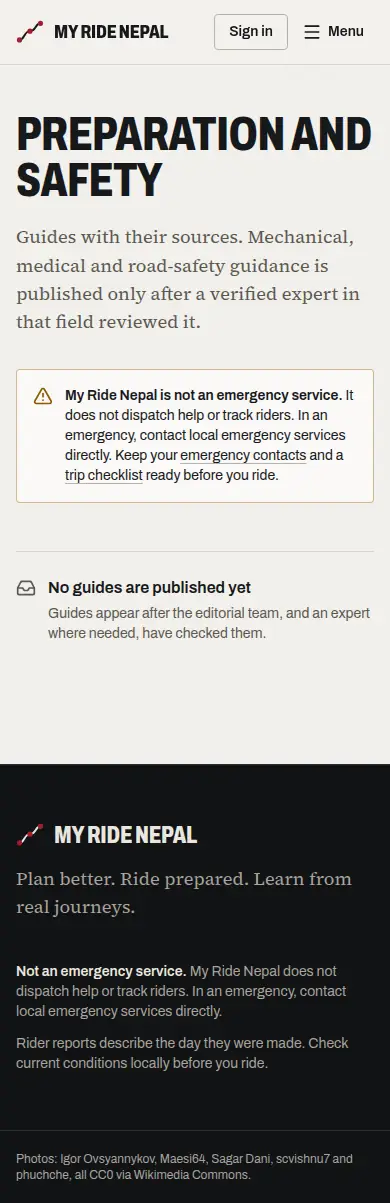 MY RIDE NEPAL
Sign in
Menu
PREPARATION AND
SAFETY
Guides with their sources. Mechanical,
medical and road-safety guidance is
published only after a verified expert in
that field reviewed it.
My Ride Nepal is not an emergency service. It
does not dispatch help or track riders. In an
emergency, contact local emergency services
directly. Keep your emergency contacts and a
trip checklist ready before you ride.
No guides are published yet
Guides appear after the editorial team, and an expert
where needed, have checked them.
MY RIDE NEPAL
Plan better. Ride prepared. Learn from
real journeys.
Not an emergency service. My Ride Nepal does not
dispatch help or track riders. In an emergency, contact
local emergency services directly.
Rider reports describe the day they were made. Check
current conditions locally before you ride.
Photos: Igor Ovsyannykov, Maesi64, Sagar Dani, scvishnu7 and
phuchche, all CC0 via Wikimedia Commons.